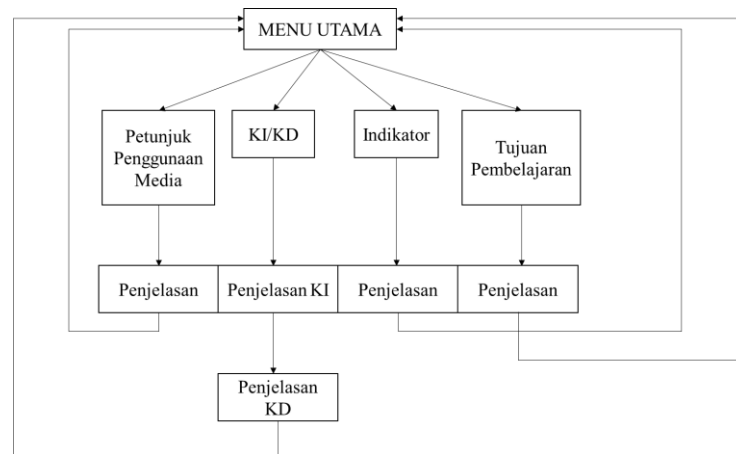 MENU UTAMA
Petunjuk
Penggunaan
Media
KI/KD
Indikator
Tujuan
Pembelajaran
Penjelasan
Penjelasan KI
Penjelasan
Penjelasan
Penjelasan
KD